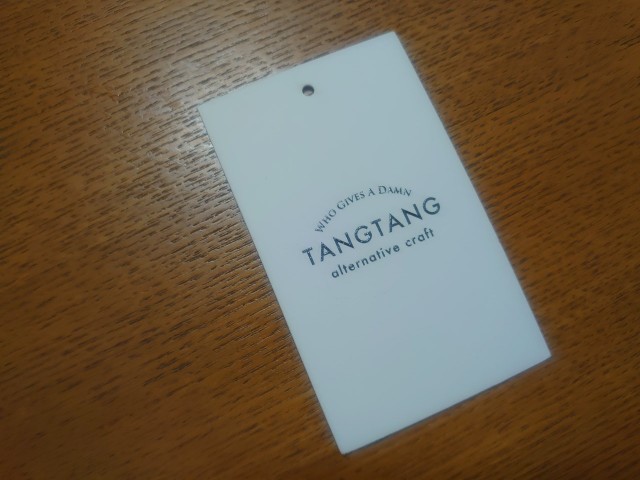 WHO GIVES A DAMN
TANGTANG
alternative craft